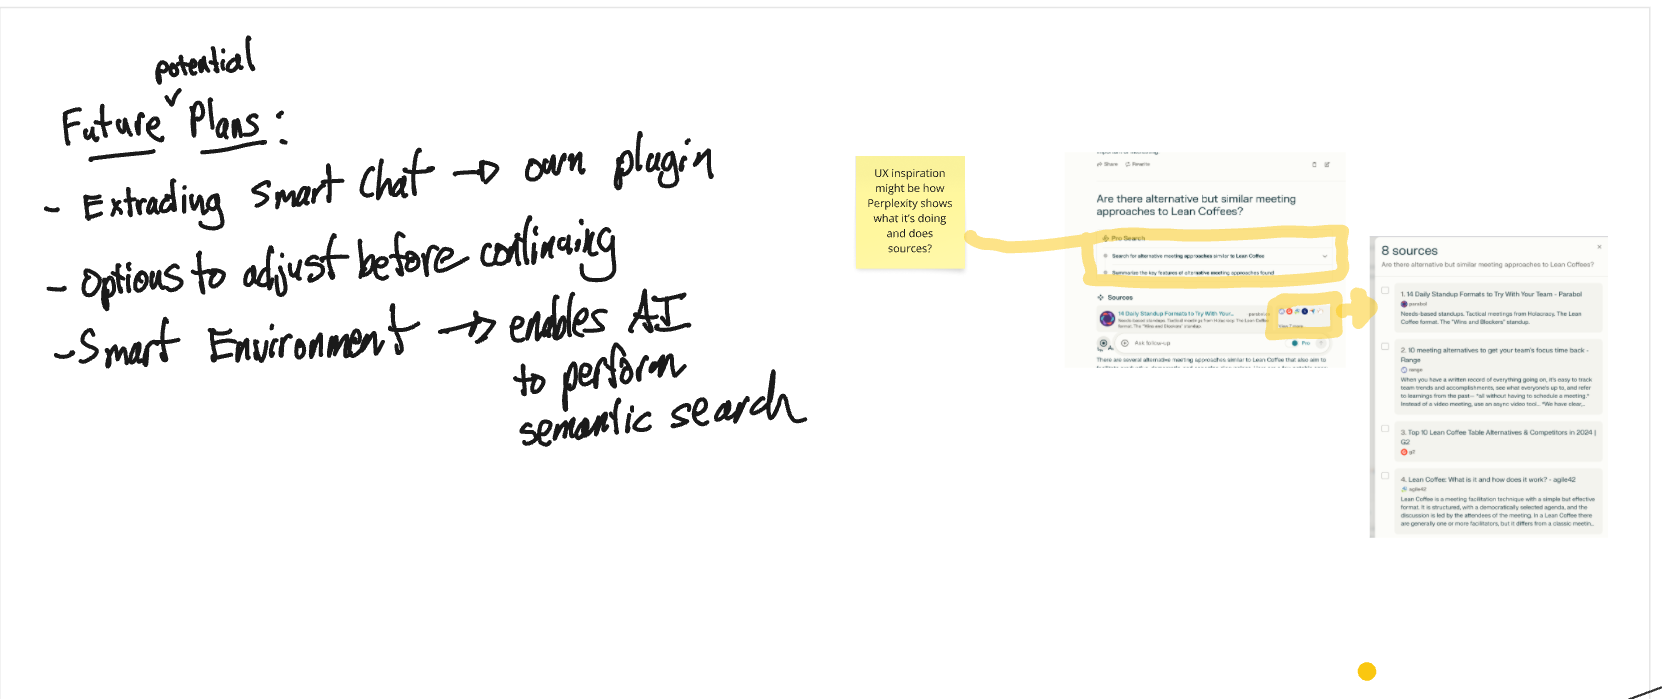 potential
Future ✓ Plans:
- Extrading Smart Chat → own plugin
- Options to adjust before continuing
- Smart Environment → enables AI
to perform
semantic search
UX inspiration
might be how
Perplexity shows
what it's doing
and does
sources?
Share Rewrite
Are there alternative but similar meeting
approaches to Lean Coffees?
Pro Search
Search for alternative meeting approaches similar to Lean Coffee
Summarize the key features of alternative meeting approaches found
Sources
14 Daily Standup Formats to Try With Your...
Needs-based standups. Tactical meetings from Holacracy. The Lean Coffee
format. The "Wins and Blockers" standup.
View 7 more
Ask follow-up
Pro
There are several alternative meeting approaches similar to Lean Coffee that also aim to
8 sources
Are there alternative but similar meeting approaches to Lean Coffees?
1. 14 Daily Standup Formats to Try With Your Team - Parabol
parabol
Needs-based standups. Tactical meetings from Holacracy. The Lean
Coffee format. The "Wins and Blockers" standup.
2. 10 meeting alternatives to get your team's focus time back -
Range
range
When you have a written record of everything going on, it's easy to track
team trends and accomplishments, see what everyone's up to, and refer
to learnings from the past— *all without having to schedule a meeting.*
Instead of a video meeting, use an async video tool... *We have clear...
3. Top 10 Lean Coffee Table Alternatives & Competitors in 2024 |
G2
g2
4. Lean Coffee: What is it and how does it work? - agile42
agile42
Lean Coffee is a meeting facilitation technique with a simple but effective
format. It is structured, with a democratically selected agenda, and the
discussion is led by the attendees of the meeting. In a Lean Coffee there
are generally one or more facilitators, but it differs from a classic meetin...